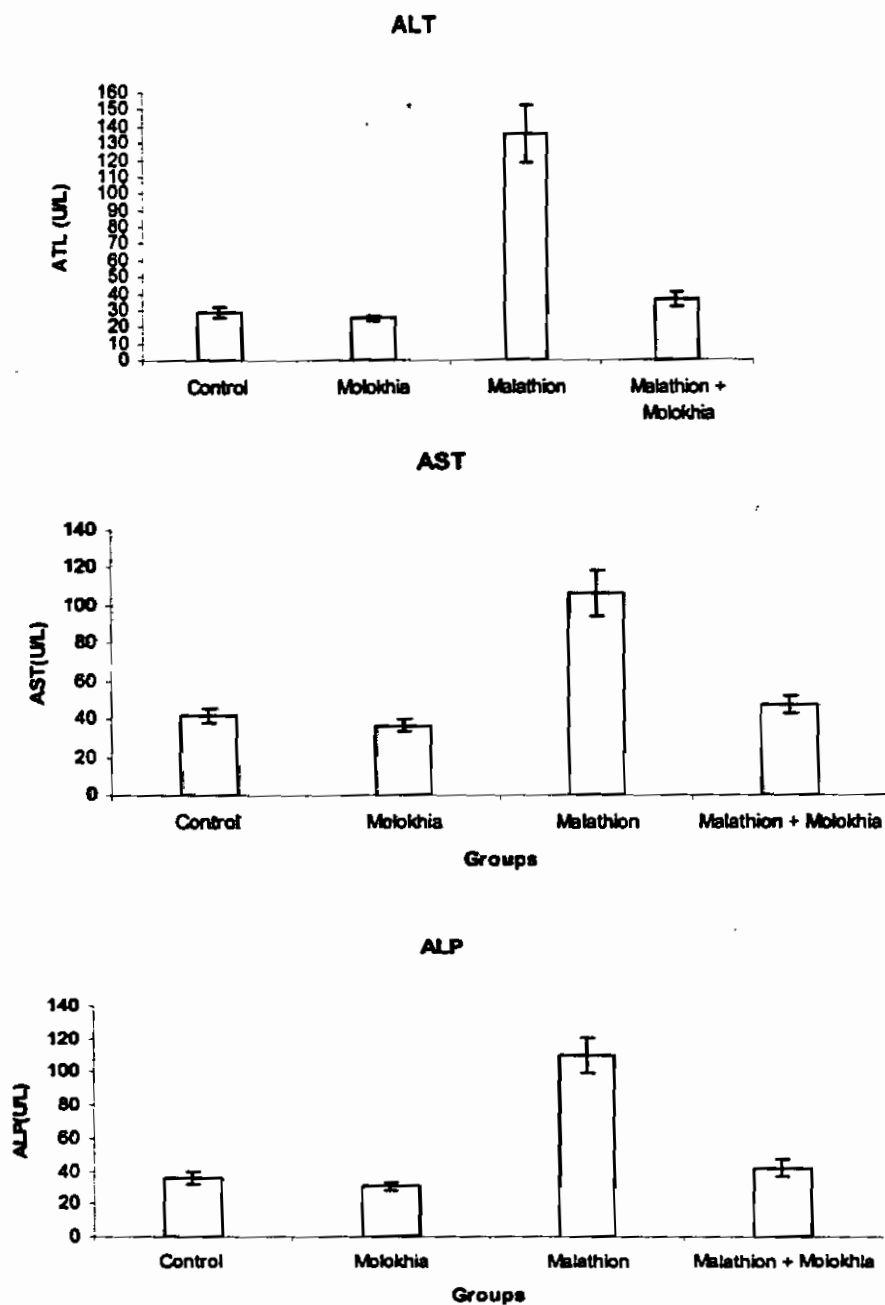 ALT
160
150
140
130
120
110
100
90
80
70
60
50
40
30
20
10
0
ATL (U/L)
Control
Molokhia
Malathion
Malathion +
Molokhia
AST
140
120
100
80
60
40
20
0
AST(U/L)
Control
Molokhia
Malathion
Malathion + Molokhia
Groups
ALP
140
120
100
80
60
40
20
0
ALP(U/L)
Control
Molokhia
Malathion
Malathion + Molokhia
Groups